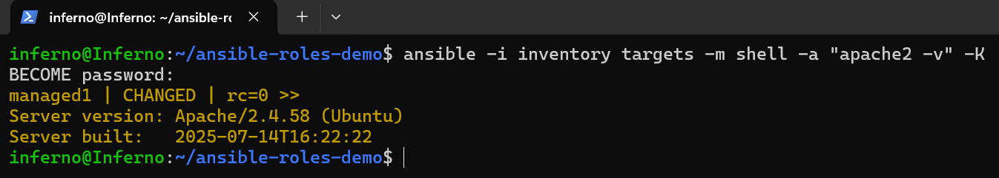 inferno@Inferno: ~/ansible-ro
inferno@Inferno:~/ansible-roles-demo$ ansible -i inventory targets -m shell -a "apache2 -v" -K
BECOME password:
managed1 | CHANGED | rc=0 >>
Server version: Apache/2.4.58 (Ubuntu)
Server built:   2025-07-14T16:22:22
inferno@Inferno:~/ansible-roles-demo$